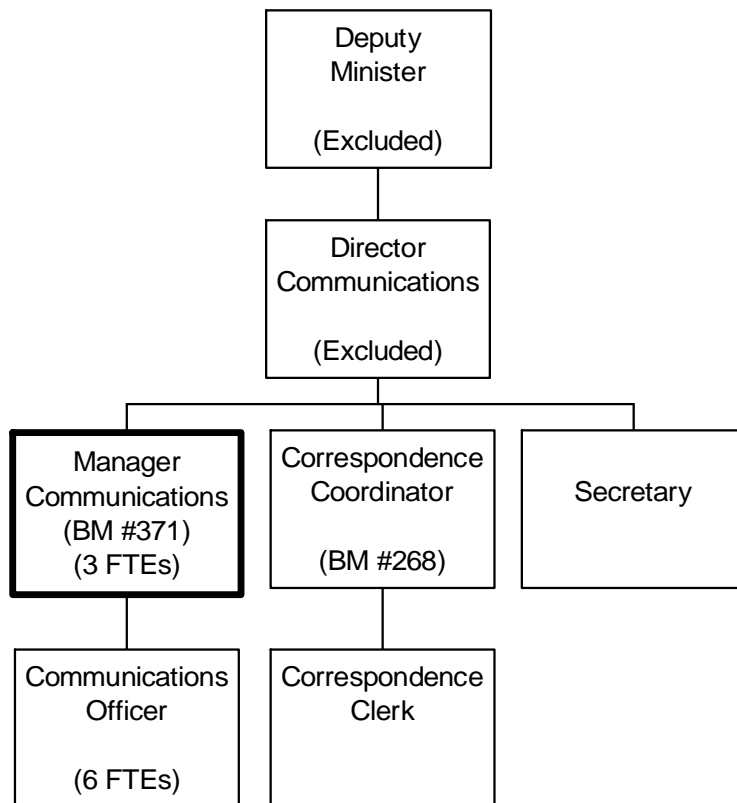 Deputy
Minister
(Excluded)
Director
Communications
(Excluded)
Manager
Communications
(BM #371)
(3 FTEs)
Correspondence
Coordinator
(BM #268)
Secretary
Communications
Officer
(6 FTEs)
Correspondence
Clerk